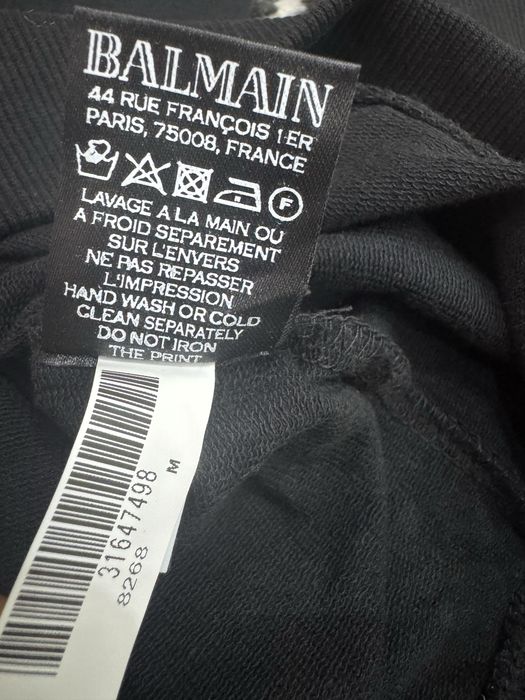 BALMAIN
44 RUE FRANÇOIS 1ER
PARIS, 75008, FRANCE
F
LAVAGE A LA MAIN OU
A FROID SEPAREMENT
SUR L'ENVERS
NE PAS REPASSER
L'IMPRESSION
HAND WASH OR COLD
CLEAN SEPARATELY
DO NOT IRON
THE PRINT
M
31647498
8268